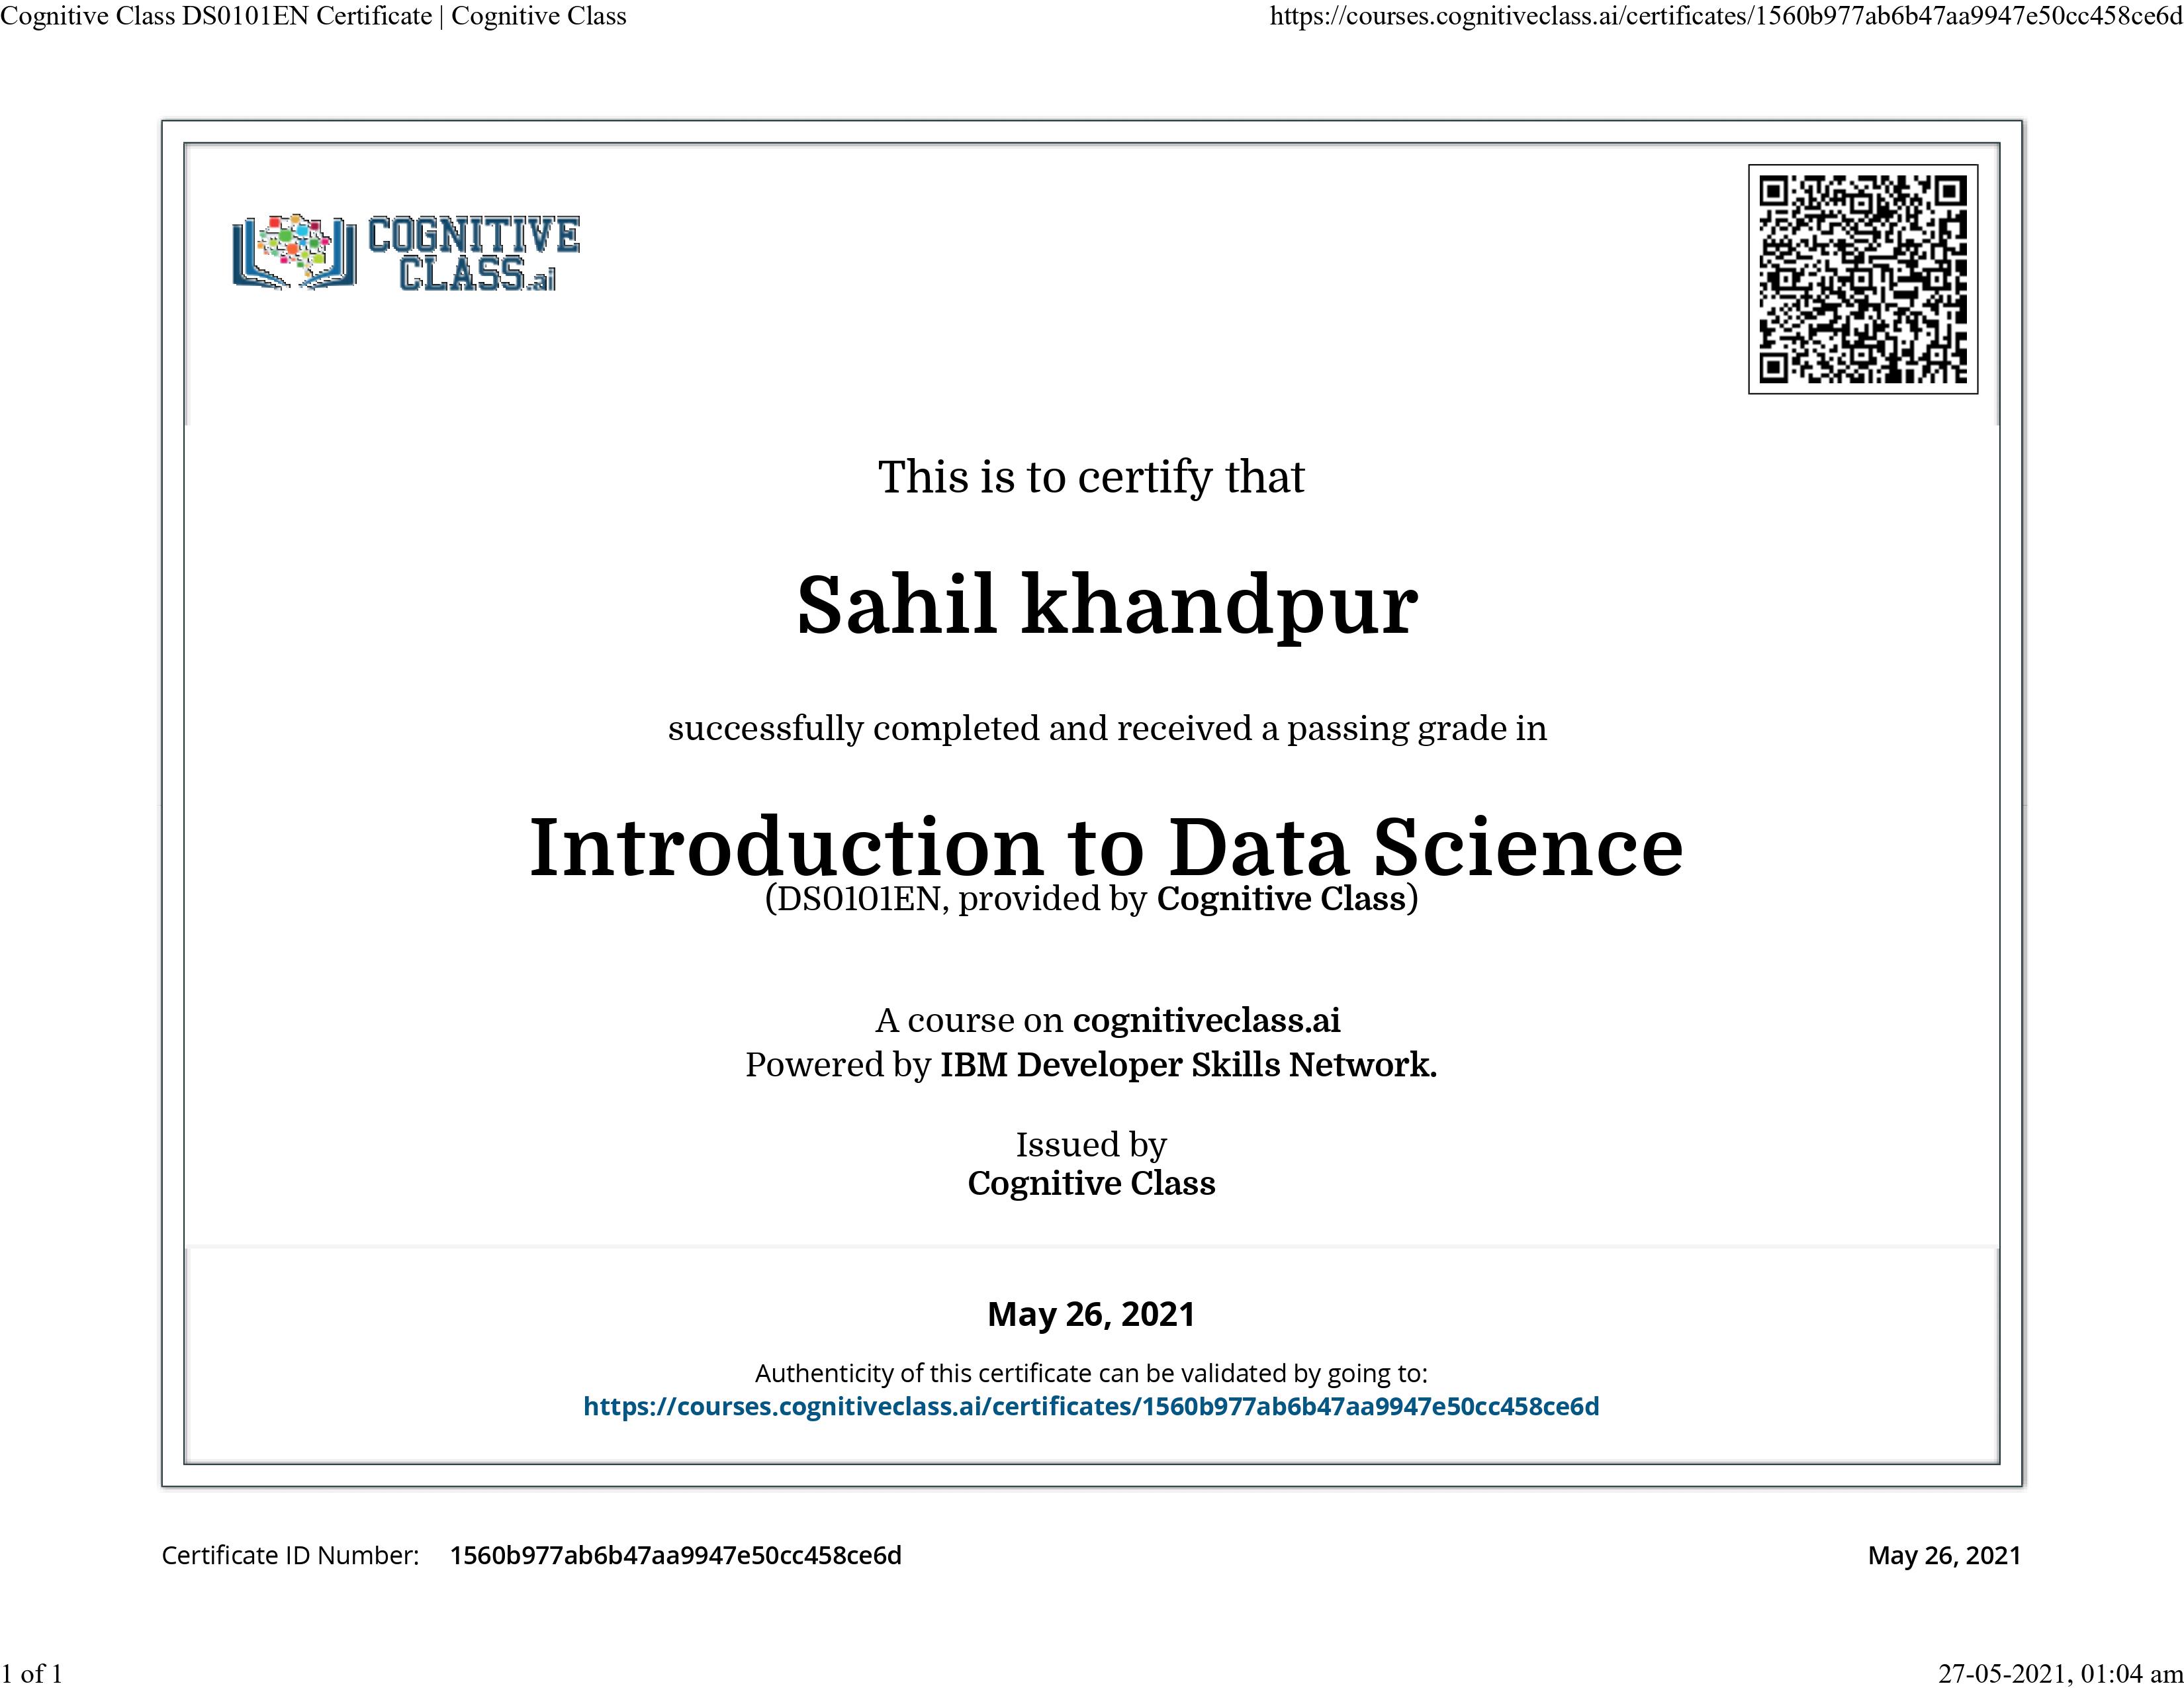 Cognitive Class DS0101EN Certificate | Cognitive Class
https://courses.cognitiveclass.ai/certificates/1560b977ab6b47aa9947e50cc458ce6d
COGNITIVE
CLASS.ai
This is to certify that
Sahil khandpur
successfully completed and received a passing grade in
Introduction to Data Science
(DS0101EN, provided by Cognitive Class)
A course on cognitiveclass.ai
Powered by IBM Developer Skills Network.
Issued by
Cognitive Class
May 26, 2021
Authenticity of this certificate can be validated by going to:
https://courses.cognitiveclass.ai/certificates/1560b977ab6b47aa9947e50cc458ce6d
Certificate ID Number: 1560b977ab6b47aa9947e50cc458ce6d
May 26, 2021
1 of 1
27-05-2021, 01:04 am